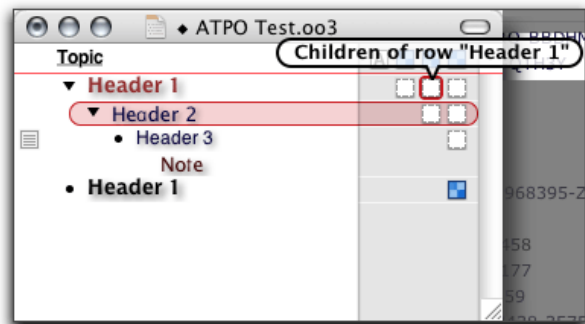 ATPO Test.oo3
Children of row "Header 1"
Topic
Header 1
Header 2
Header 3
Note
Header 1
968395-Z
458
177
59